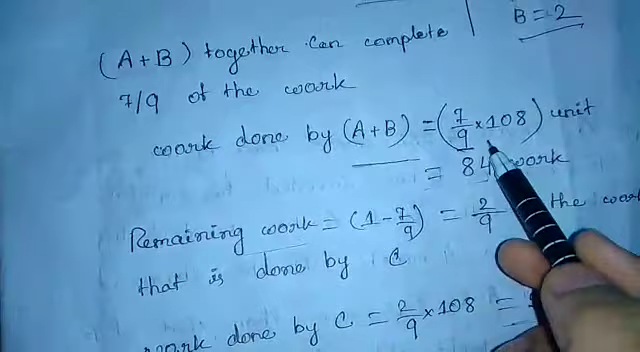 B = 2
(A+B) together can complete
7/9 of the work
work done by (A+B) = (7/9 × 108) unit
= 84 work
Remaining work = (1 - 7/9) = 2/9 the
that is done by C
work done by C = 2/9 × 108 =